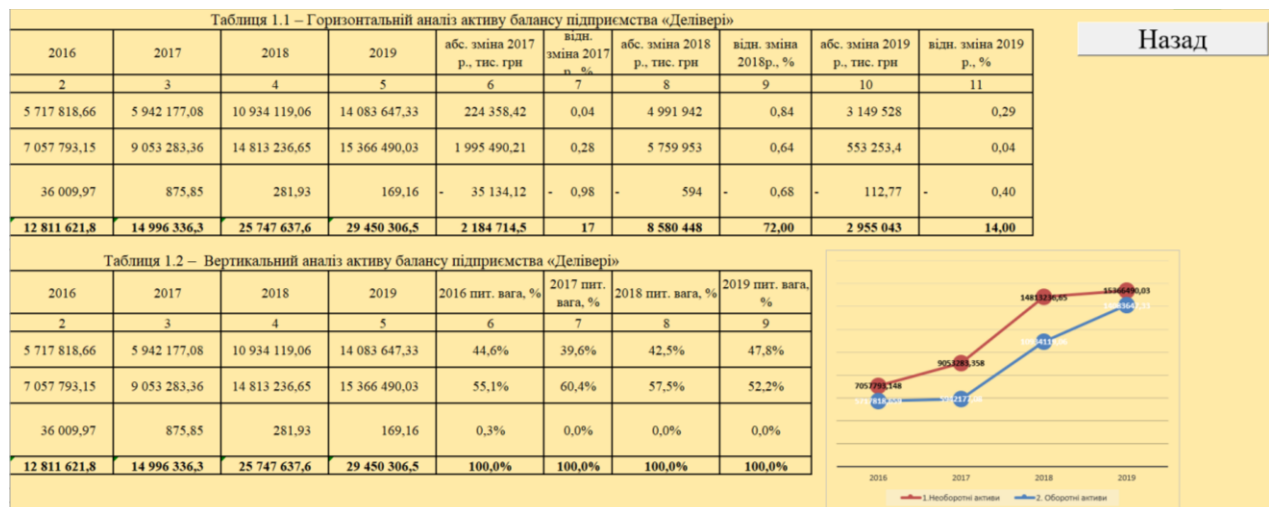 Таблиця 1.1 – Горизонтальній аналіз активу балансу підприємства «Делівері»
Назад
2016 2017 2018 2019 абс. зміна 2017 р., тис. грн відн. зміна 2017 р., % абс. зміна 2018 р., тис. грн відн. зміна 2018р., % абс. зміна 2019 р., тис. грн відн. зміна 2019 р., %
2 3 4 5 6 7 8 9 10 11
5 717 818,66 5 942 177,08 10 934 119,06 14 083 647,33 224 358,42 0,04 4 991 942 0,84 3 149 528 0,29
7 057 793,15 9 053 283,36 14 813 236,65 15 366 490,03 1 995 490,21 0,28 5 759 953 0,64 553 253,4 0,04
36 009,97 875,85 281,93 169,16 - 35 134,12 - 0,98 - 594 - 0,68 - 112,77 - 0,40
12 811 621,8 14 996 336,3 25 747 637,6 29 450 306,5 2 184 714,5 17 8 580 448 72,00 2 955 043 14,00
Таблиця 1.2 – Вертикальний аналіз активу балансу підприємства «Делівері»
2016 2017 2018 2019 2016 пит. вага, % 2017 пит. вага, % 2018 пит. вага, % 2019 пит. вага, %
2 3 4 5 6 7 8 9
5 717 818,66 5 942 177,08 10 934 119,06 14 083 647,33 44,6% 39,6% 42,5% 47,8%
7 057 793,15 9 053 283,36 14 813 236,65 15 366 490,03 55,1% 60,4% 57,5% 52,2%
36 009,97 875,85 281,93 169,16 0,3% 0,0% 0,0% 0,0%
12 811 621,8 14 996 336,3 25 747 637,6 29 450 306,5 100,0% 100,0% 100,0% 100,0%
7057793,148 9053283,358 14813236,65 15366490,03
2016 2017 2018 2019
1.Необоротні активи 2. Оборотні активи